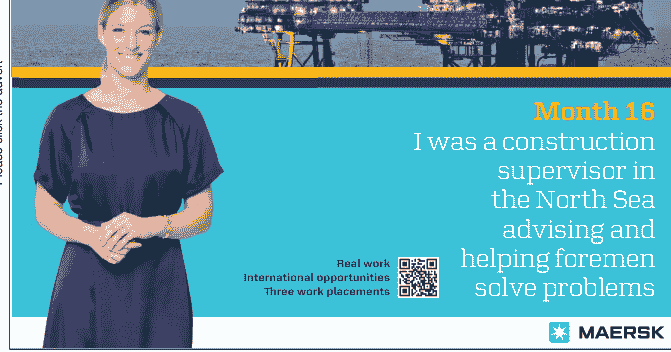 Month 16
I was a construction
supervisor in
the North Sea
advising and
helping foremen
solve problems
Real work
International opportunities
Three work placements
MAERSK